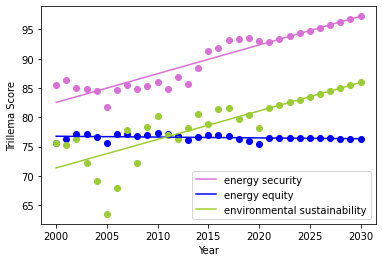 95
90
85
80
75
70
65
Trillema Score
2000
2005
2010
2015
2020
2025
2030
Year
energy security
energy equity
environmental sustainability